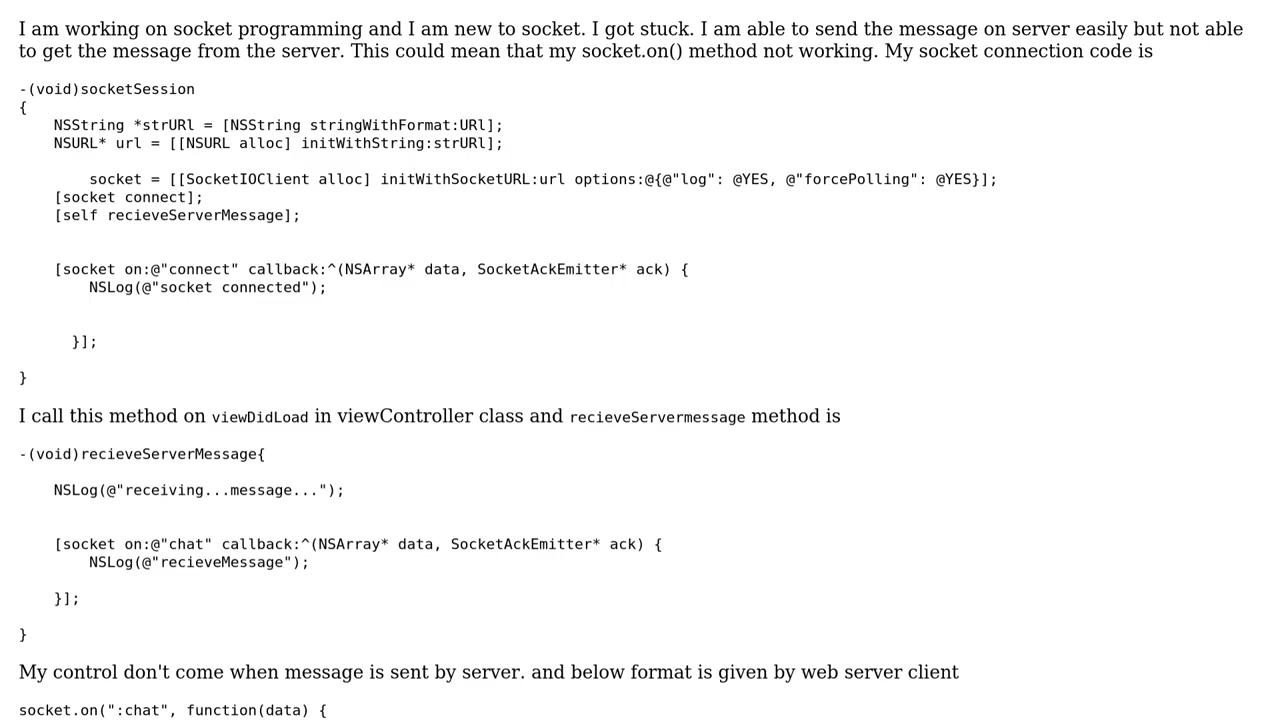 I am working on socket programming and I am new to socket. I got stuck. I am able to send the message on server easily but not able
to get the message from the server. This could mean that my socket.on() method not working. My socket connection code is
-(void)socketSession
{
    NSString *strURl = [NSString stringWithFormat:URl];
    NSURL* url = [[NSURL alloc] initWithString:strURl];
        socket = [[SocketIOClient alloc] initWithSocketURL:url options:@{@"log": @YES, @"forcePolling": @YES}];
    [socket connect];
    [self recieveServerMessage];
    [socket on:@"connect" callback:^(NSArray* data, SocketAckEmitter* ack) {
        NSLog(@"socket connected");
      }];
}
I call this method on viewDidLoad in viewController class and recieveServermessage method is
-(void)recieveServerMessage{
    NSLog(@"receiving...message...");
    [socket on:@"chat" callback:^(NSArray* data, SocketAckEmitter* ack) {
        NSLog(@"recieveMessage");
    }];
}
My control don't come when message is sent by server. and below format is given by web server client
socket.on(":chat", function(data) {